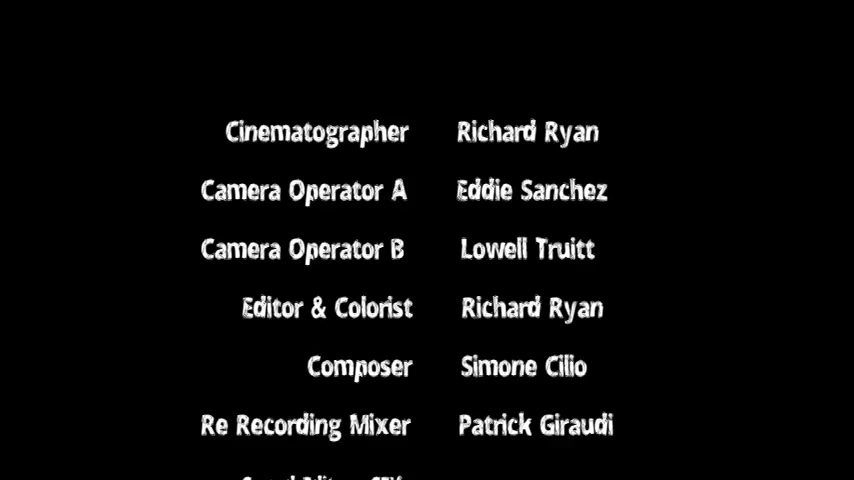 Cinematographer Richard Ryan
Camera Operator A Eddie Sanchez
Camera Operator B Lowell Truitt
Editor & Colorist Richard Ryan
Composer Simone Cilio
Re Recording Mixer Patrick Giraudi